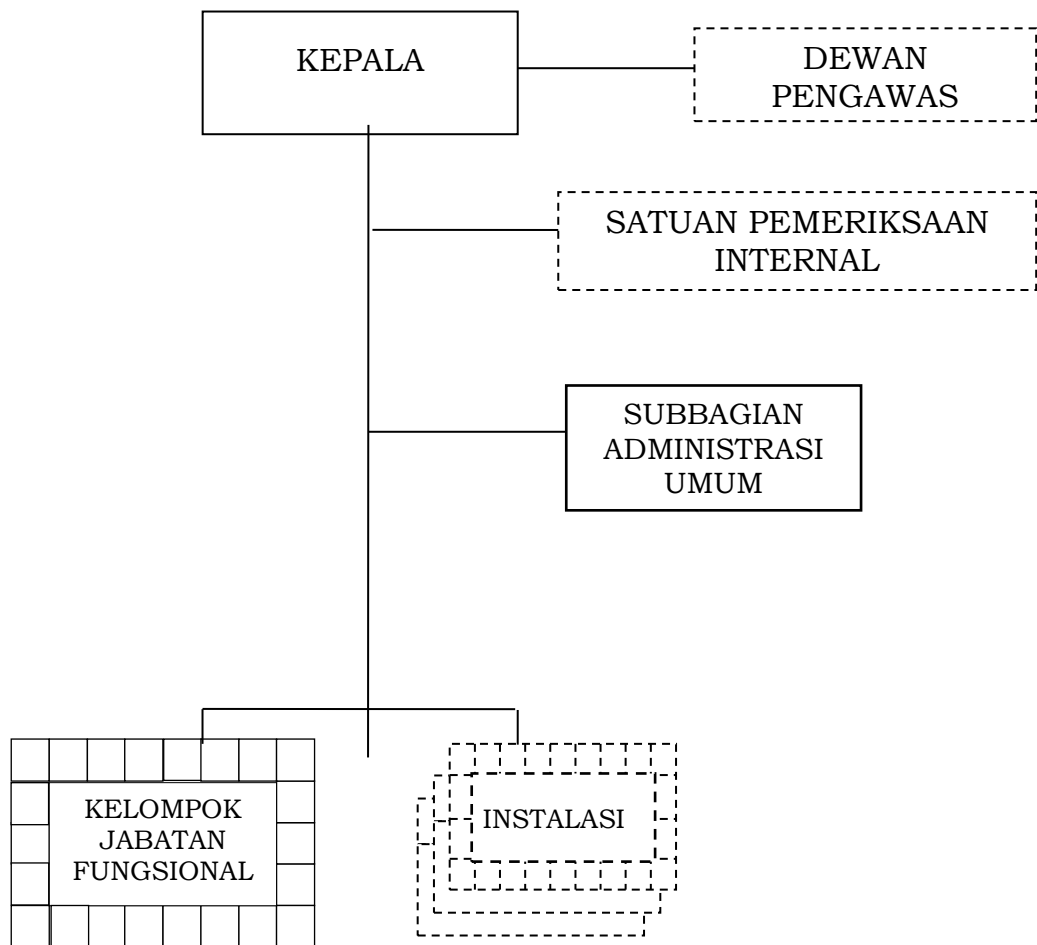 KEPALA
DEWAN
PENGAWAS
SATUAN PEMERIKSAAN
INTERNAL
SUBBAGIAN
ADMINISTRASI
UMUM
KELOMPOK
JABATAN
FUNGSIONAL
INSTALASI